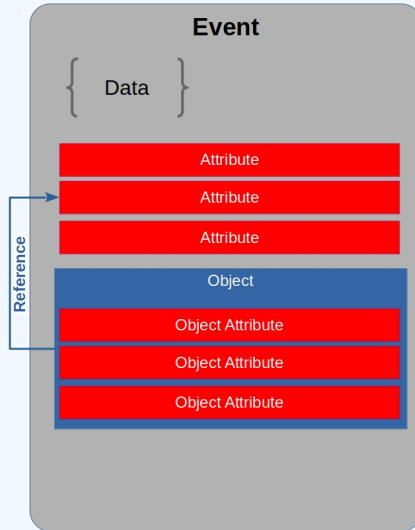 Event
{ Data }
Attribute
Attribute
Attribute
Reference
Object
Object Attribute
Object Attribute
Object Attribute